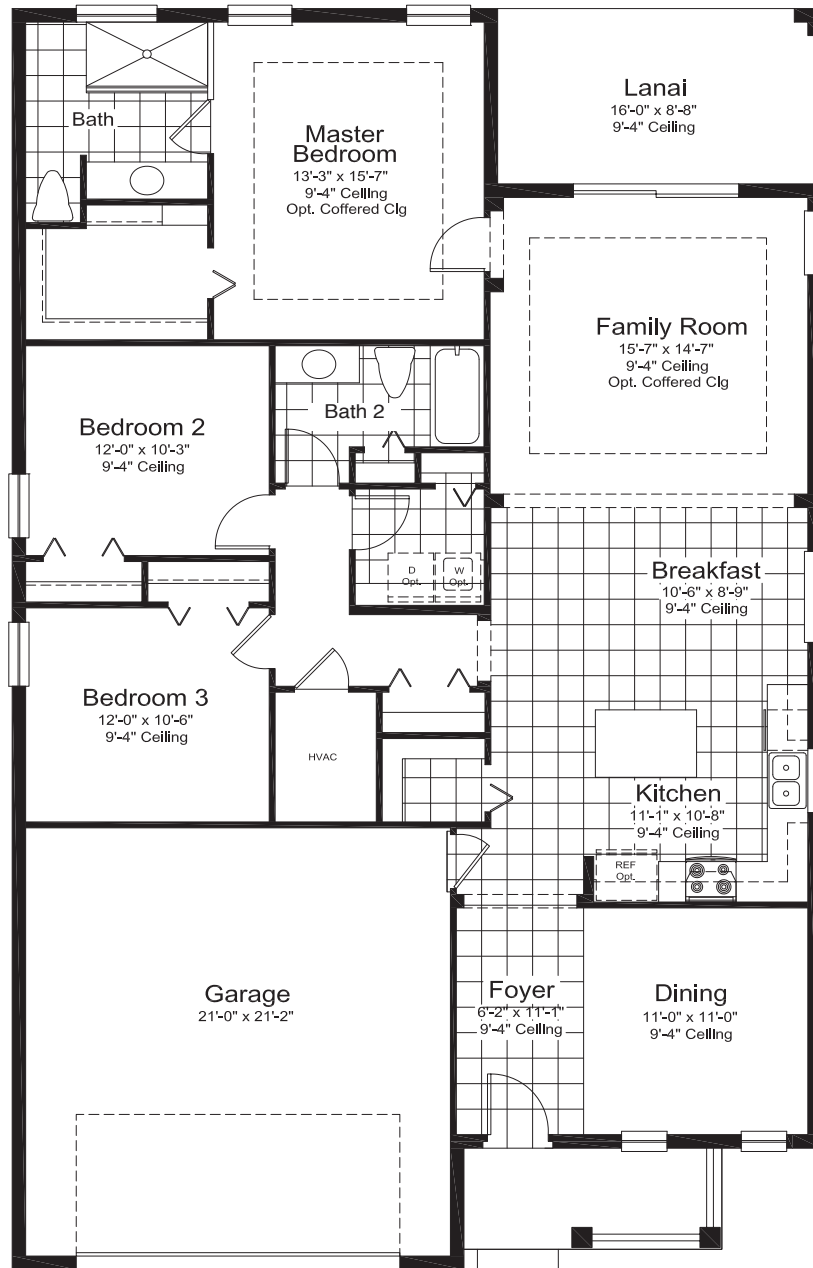 Lanai
16'-0" x 8'-8"
9'-4" Ceiling
Bath
Master
Bedroom
13'-3" x 15'-7"
9'-4" Ceiling
Opt. Coffered Clg
Family Room
15'-7" x 14'-7"
9'-4" Ceiling
Opt. Coffered Clg
Bedroom 2
12'-0" x 10'-3"
9'-4" Ceiling
Bath 2
D
Opt.
W
Opt.
Breakfast
10'-6" x 8'-9"
9'-4" Ceiling
Bedroom 3
12'-0" x 10'-6"
9'-4" Ceiling
HVAC
Kitchen
11'-1" x 10'-8"
9'-4" Ceiling
REF
Opt.
Garage
21'-0" x 21'-2"
Foyer
6'-2" x 11'-1"
9'-4" Ceiling
Dining
11'-0" x 11'-0"
9'-4" Ceiling